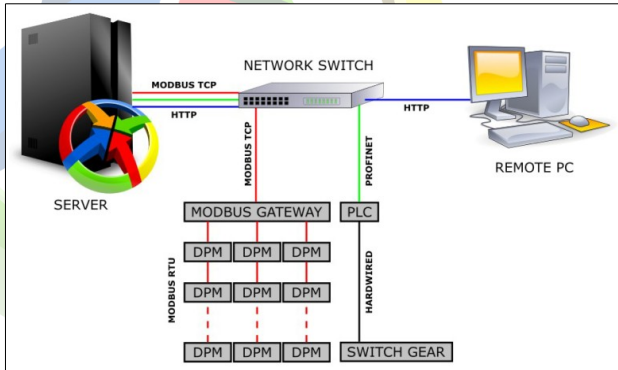 NETWORK SWITCH
MODBUS TCP
HTTP
HTTP
SERVER
REMOTE PC
MODBUS TCP
PROFINET
MODBUS GATEWAY
PLC
MODBUS RTU
DPM DPM DPM
DPM DPM DPM
HARDWIRED
DPM DPM DPM
SWITCH GEAR